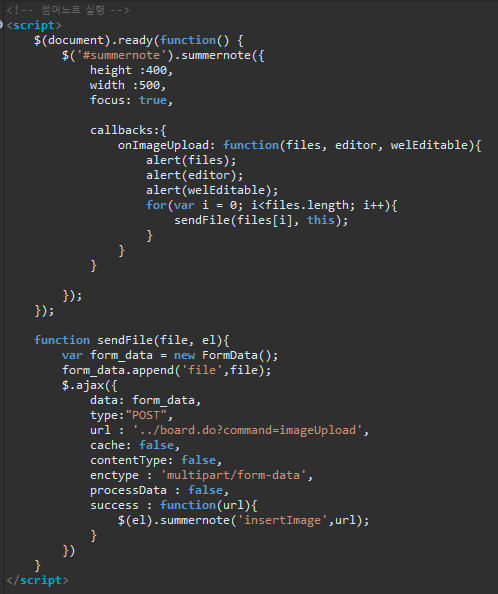 <!-- 썸머노트 실행 -->
<script>
    $(document).ready(function() {
        $('#summernote').summernote({
            height :400,
            width :500,
            focus: true,

            callbacks:{
                onImageUpload: function(files, editor, welEditable){
                    alert(files);
                    alert(editor);
                    alert(welEditable);
                    for(var i = 0; i<files.length; i++){
                        sendFile(files[i], this);
                    }
                }
            }

        });
    });

    function sendFile(file, el){
        var form_data = new FormData();
        form_data.append('file',file);
        $.ajax({
            data: form_data,
            type:"POST",
            url : '../board.do?command=imageUpload',
            cache: false,
            contentType: false,
            enctype : 'multipart/form-data',
            processData : false,
            success : function(url){
                $(el).summernote('insertImage',url);
            }
        })
    }
</script>